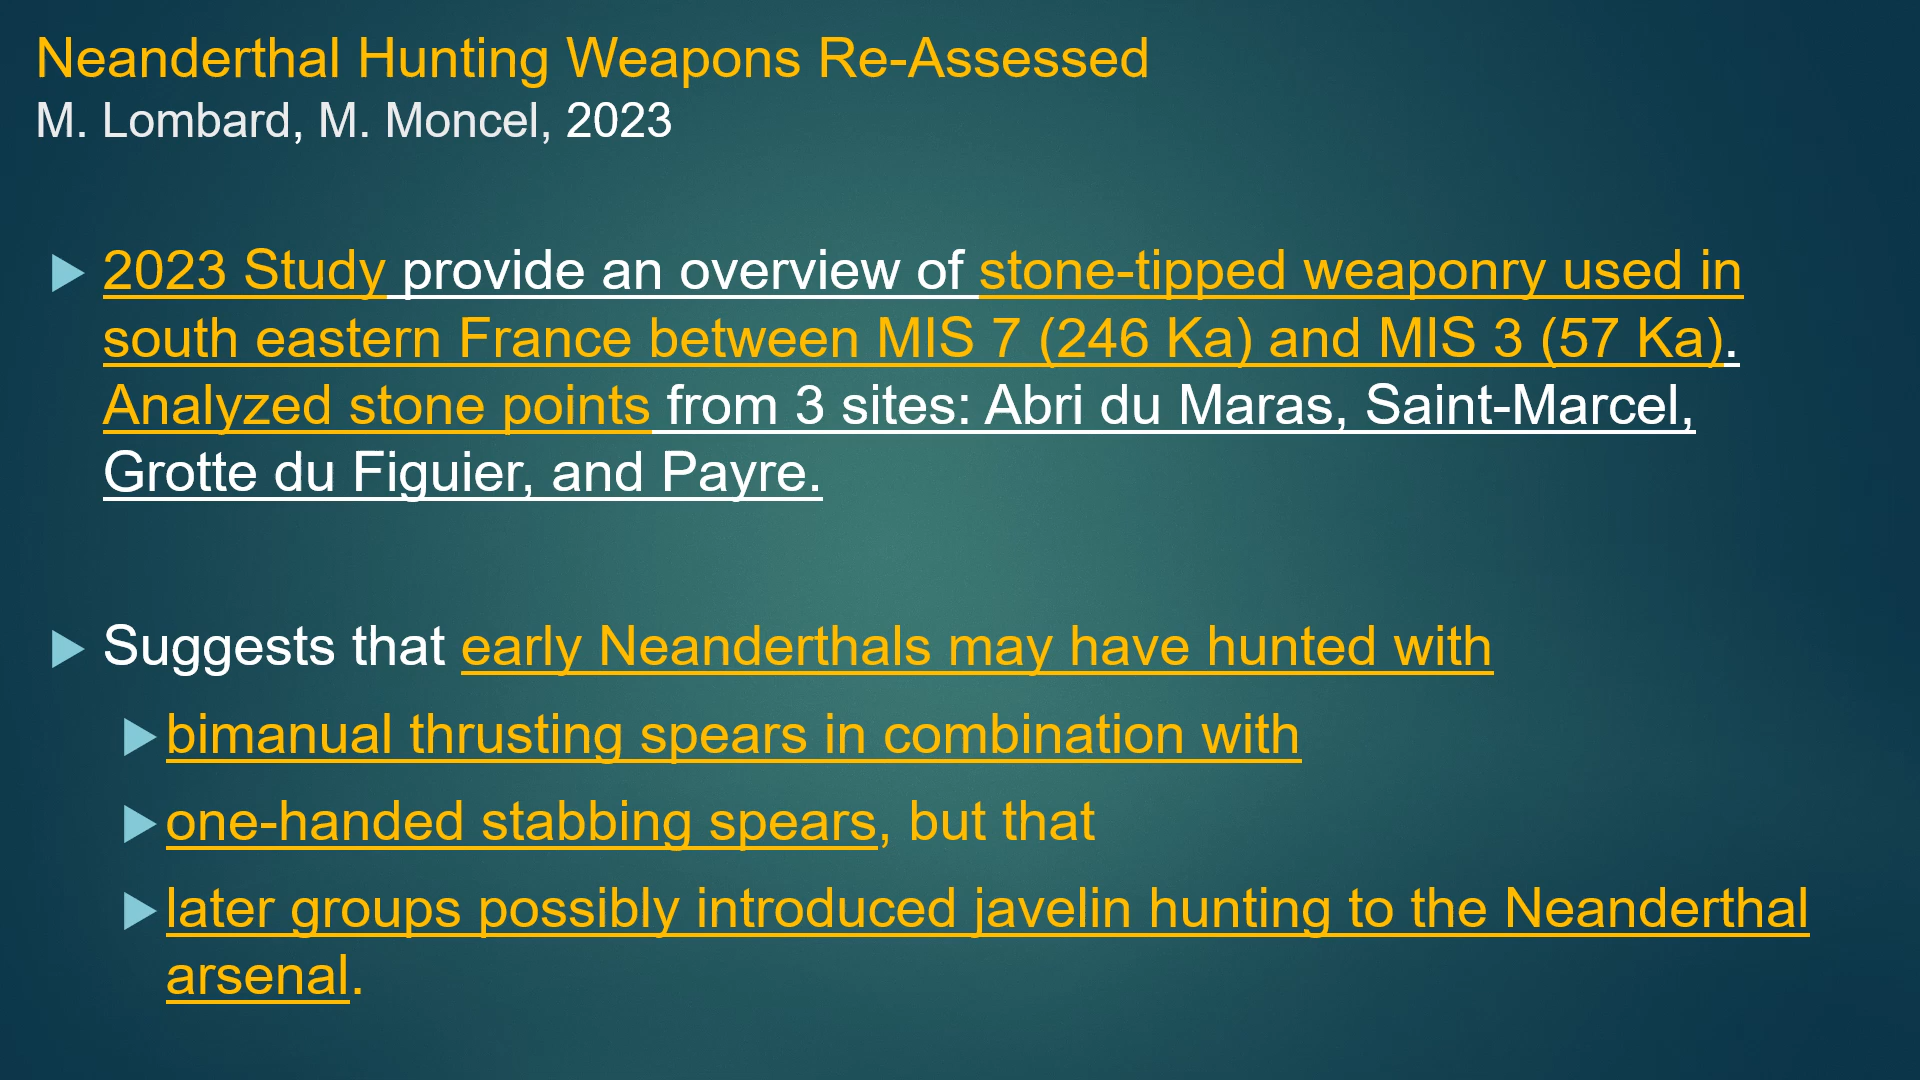 Neanderthal Hunting Weapons Re-Assessed
M. Lombard, M. Moncel, 2023
2023 Study provide an overview of stone-tipped weaponry used in
south eastern France between MIS 7 (246 Ka) and MIS 3 (57 Ka).
Analyzed stone points from 3 sites: Abri du Maras, Saint-Marcel,
Grotte du Figuier, and Payre.
Suggests that early Neanderthals may have hunted with
bimanual thrusting spears in combination with
one-handed stabbing spears, but that
later groups possibly introduced javelin hunting to the Neanderthal
arsenal.